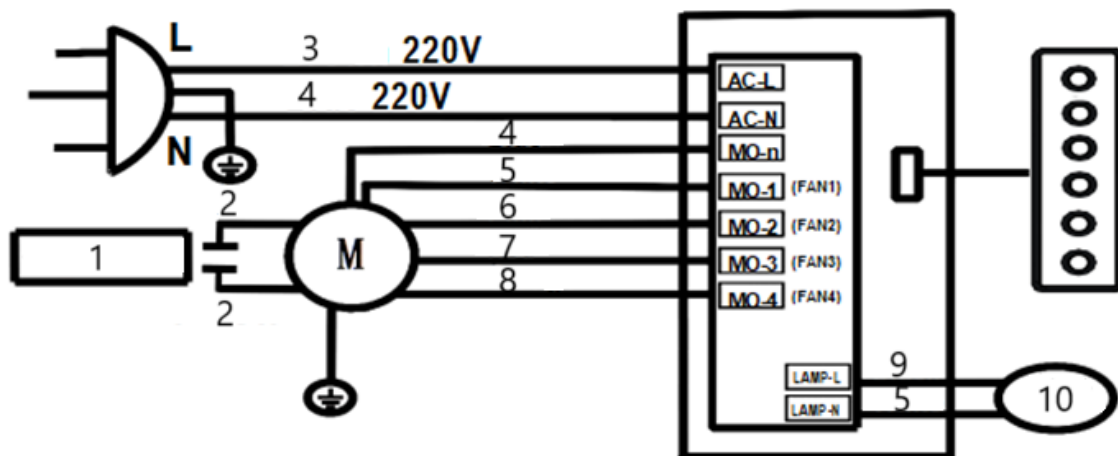 L
3 220V
AC-L
4 220V
AC-N
N
4
MO-n
5
MO-1 (FAN1)
2
6
MO-2 (FAN2)
1
M
7
MO-3 (FAN3)
8
MO-4 (FAN4)
2
LAMP-L
9
LAMP-N
5
10